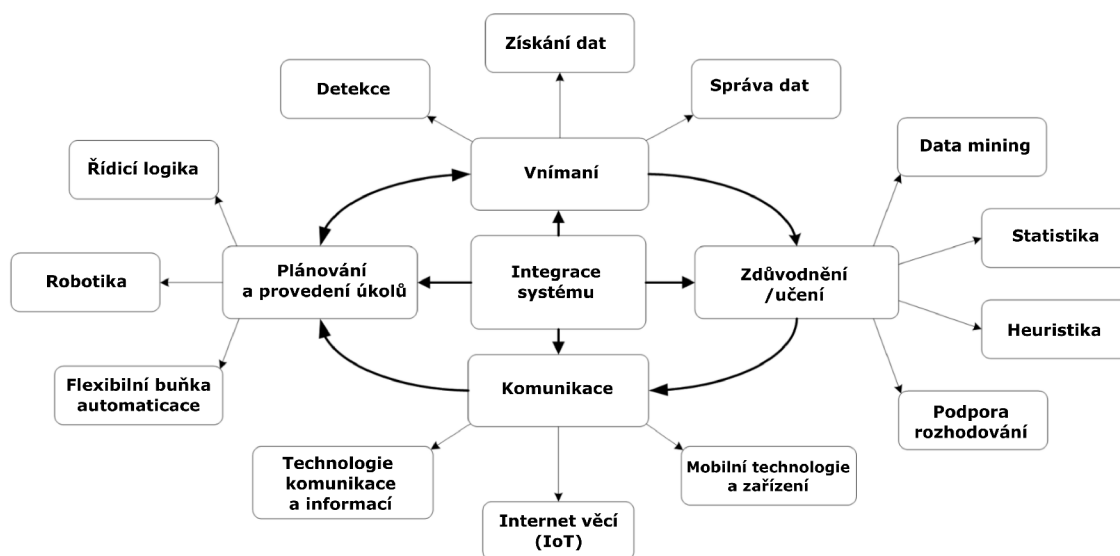 Získání dat
Detekce
Správa dat
Vnímaní
Data mining
Řídicí logika
Statistika
Plánování
a provedení úkolů
Integrace
systému
Zdůvodnění
/učení
Robotika
Heuristika
Flexibilní buňka
automaticace
Komunikace
Podpora
rozhodování
Technologie
komunikace
a informací
Mobilní technologie
a zařízení
Internet věcí
(IoT)